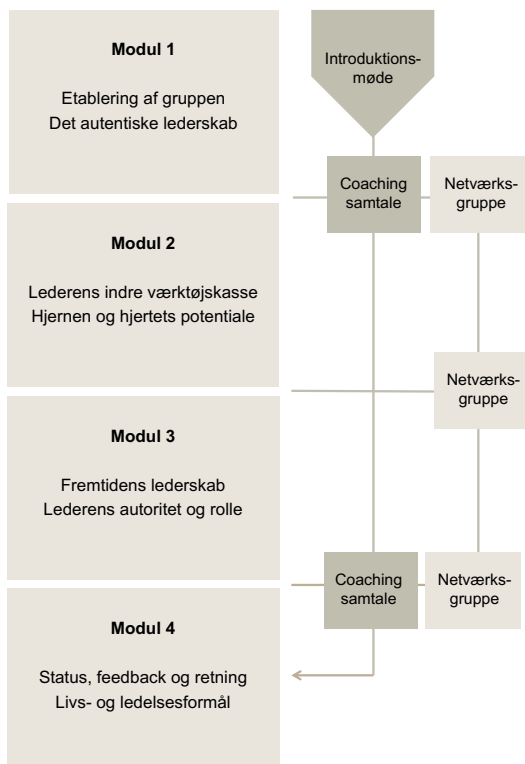 Modul 1
Etablering af gruppen
Det autentiske lederskab
Introduktions-
møde
Coaching
samtale
Netværks-
gruppe
Modul 2
Lederens indre værktøjskasse
Hjernen og hjertets potentiale
Netværks-
gruppe
Modul 3
Fremtidens lederskab
Lederens autoritet og rolle
Coaching
samtale
Netværks-
gruppe
Modul 4
Status, feedback og retning
Livs- og ledelsesformål